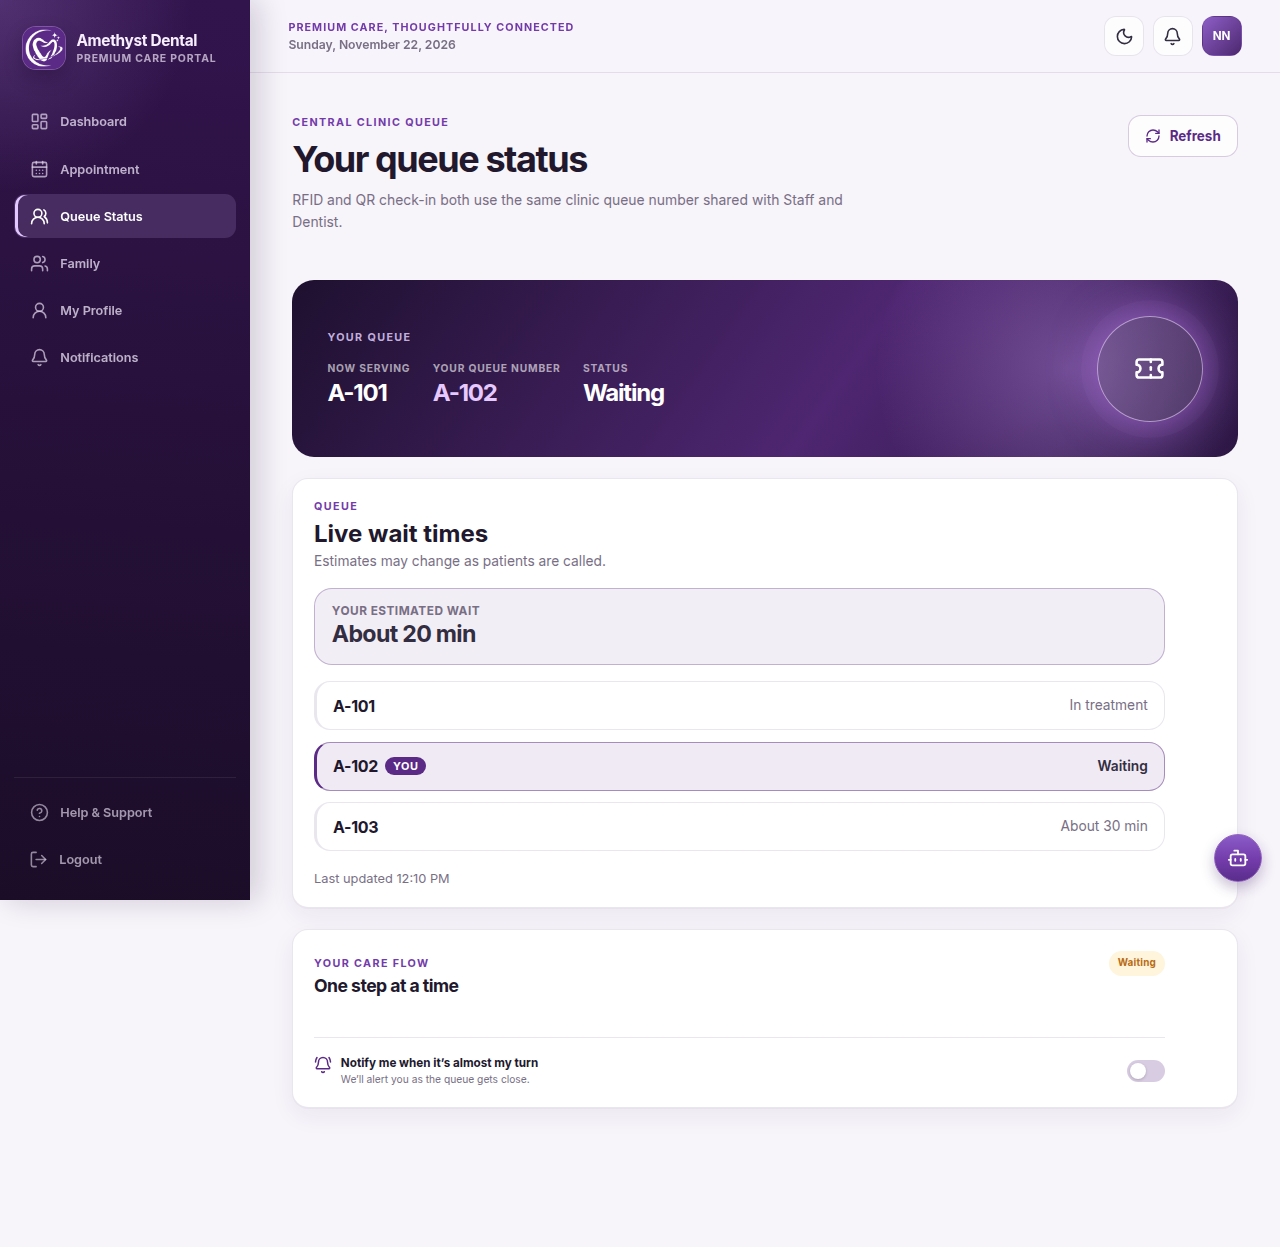 Amethyst Dental
PREMIUM CARE PORTAL
Dashboard
Appointment
Queue Status
Family
My Profile
Notifications
Help & Support
Logout
PREMIUM CARE, THOUGHTFULLY CONNECTED
Sunday, November 22, 2026
NN
CENTRAL CLINIC QUEUE
Your queue status
RFID and QR check-in both use the same clinic queue number shared with Staff and
Dentist.
Refresh
YOUR QUEUE
NOW SERVING
A-101
YOUR QUEUE NUMBER
A-102
STATUS
Waiting
QUEUE
Live wait times
Estimates may change as patients are called.
YOUR ESTIMATED WAIT
About 20 min
A-101 In treatment
A-102 YOU Waiting
A-103 About 30 min
Last updated 12:10 PM
YOUR CARE FLOW
One step at a time
Waiting
Notify me when it’s almost my turn
We’ll alert you as the queue gets close.